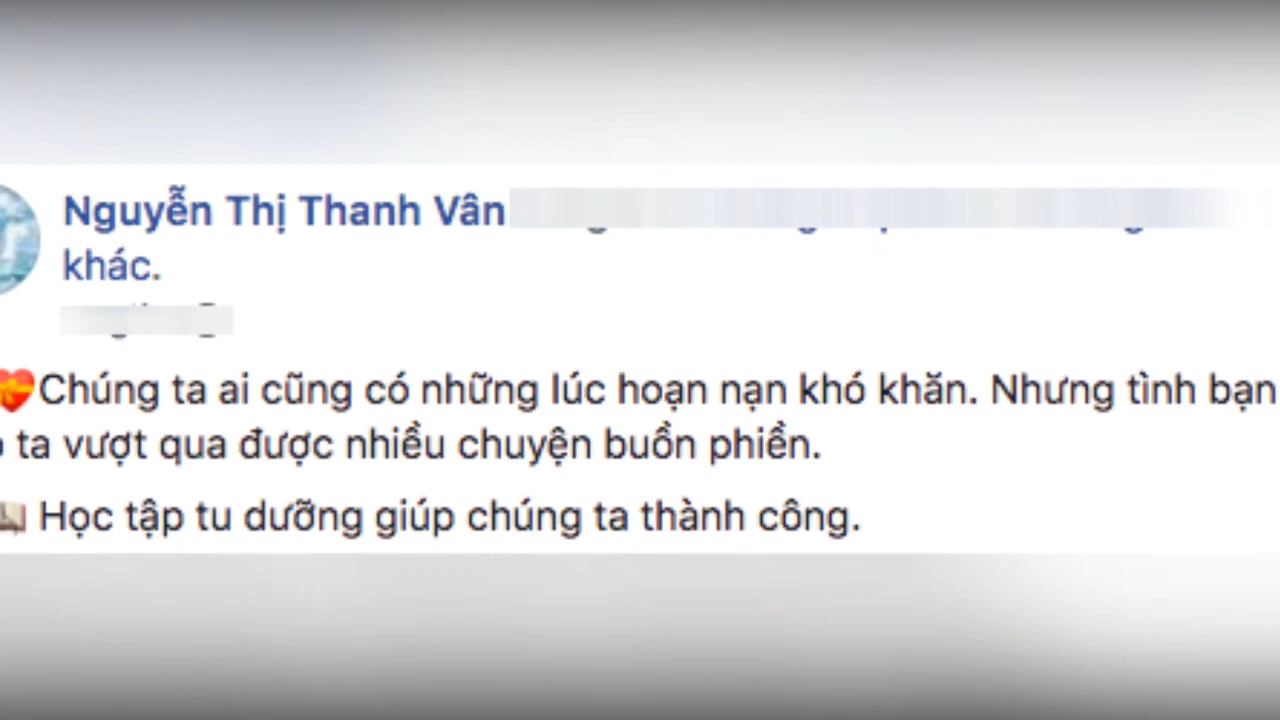 Nguyễn Thị Thanh Vân
khác.
Chúng ta ai cũng có những lúc hoạn nạn khó khăn. Nhưng tình bạn
ta vượt qua được nhiều chuyện buồn phiền.
Học tập tu dưỡng giúp chúng ta thành công.